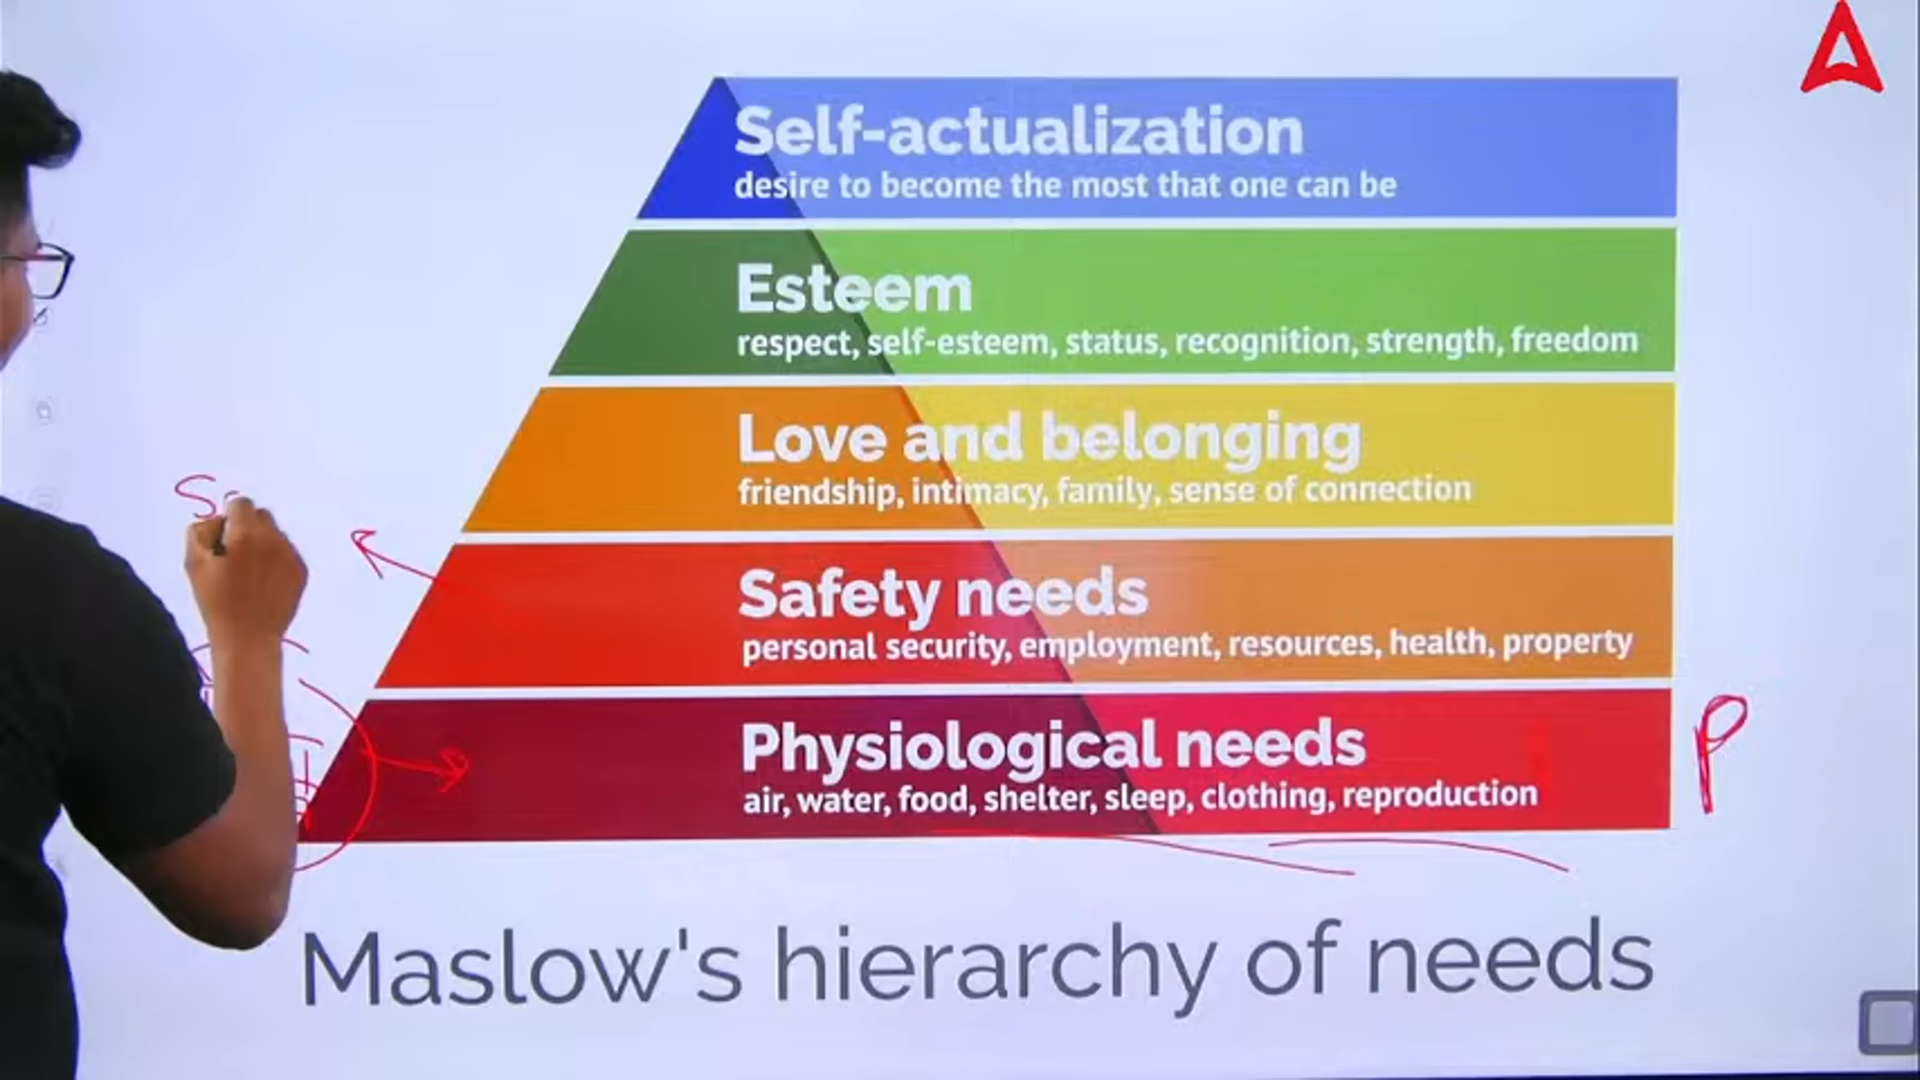 Self-actualization
desire to become the most that one can be
Esteem
respect, self-esteem, status, recognition, strength, freedom
Love and belonging
friendship, intimacy, family, sense of connection
Safety needs
personal security, employment, resources, health, property
Physiological needs
air, water, food, shelter, sleep, clothing, reproduction
P
Maslow's hierarchy of needs